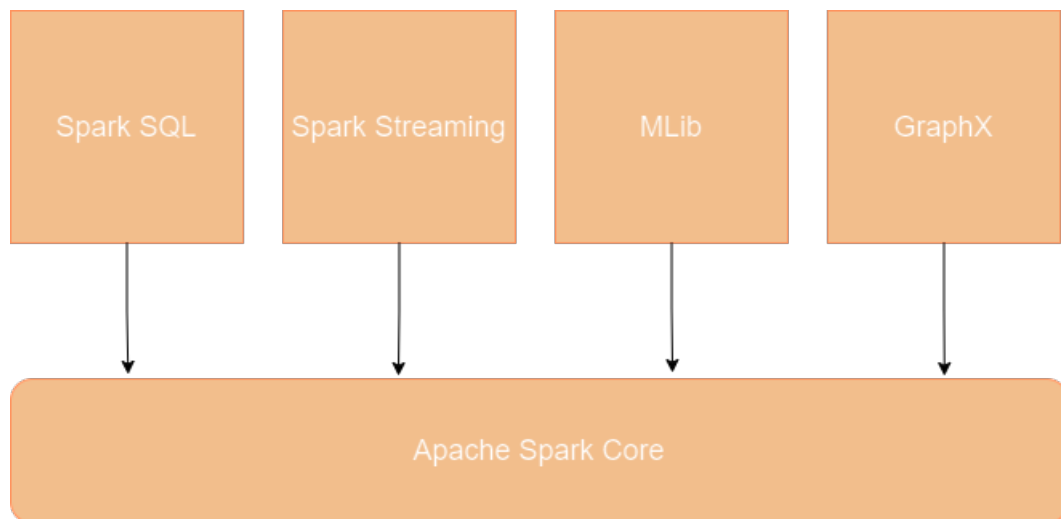 Spark SQL
Spark Streaming
MLib
GraphX
Apache Spark Core